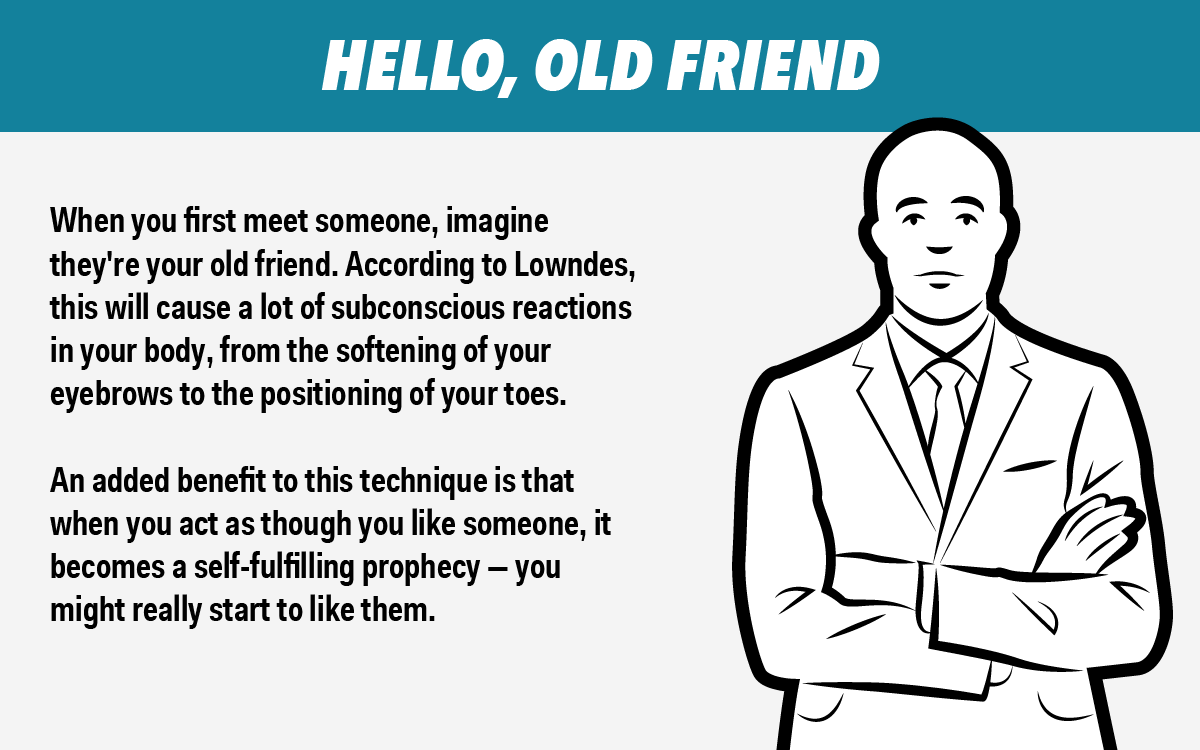 HELLO, OLD FRIEND
When you first meet someone, imagine
they're your old friend. According to Lowndes,
this will cause a lot of subconscious reactions
in your body, from the softening of your
eyebrows to the positioning of your toes.
An added benefit to this technique is that
when you act as though you like someone, it
becomes a self-fulfilling prophecy — you
might really start to like them.